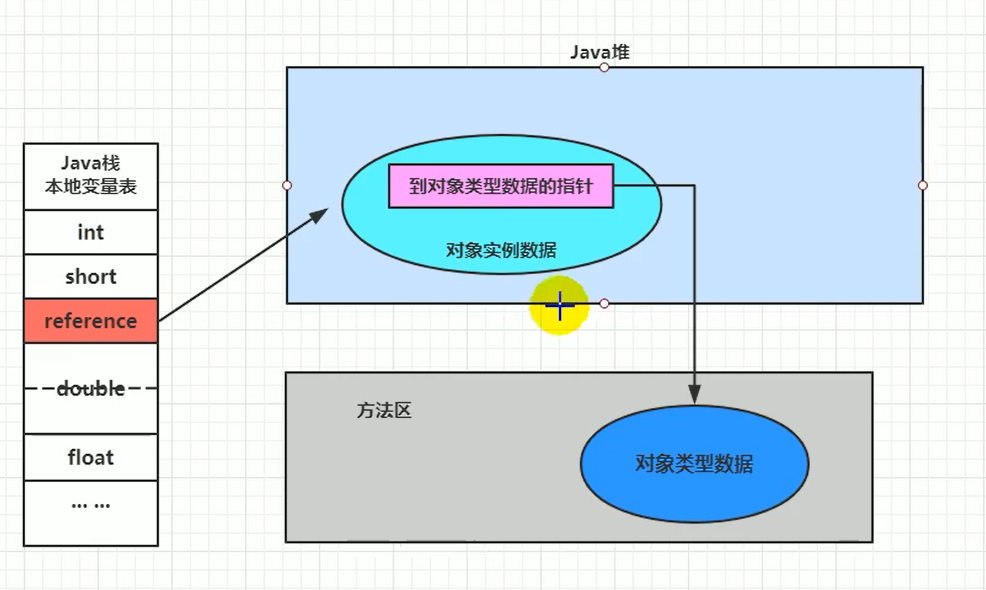 Java堆
Java栈
本地变量表
int
short
reference
double
float
... ...
到对象类型数据的指针
对象实例数据
方法区
对象类型数据